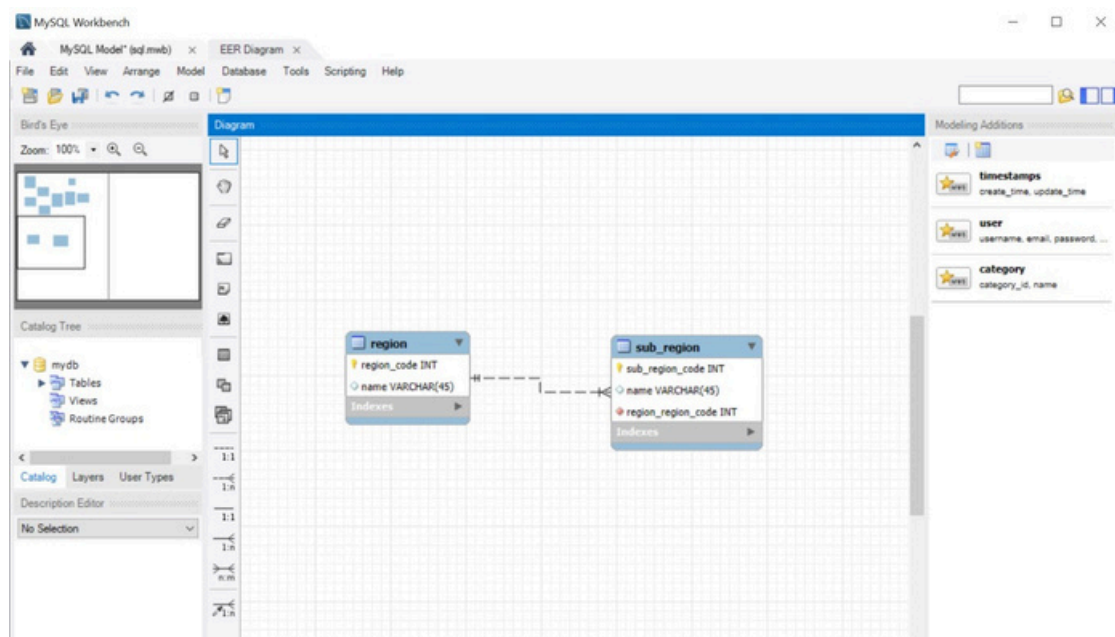 MySQL Workbench
MySQL Model* (sql.mwb) × EER Diagram ×
File Edit View Arrange Model Database Tools Scripting Help
Bird's Eye
Zoom: 100%
Diagram
Modeling Additions
timestamps
create_time, update_time
user
username, email, password, ...
category
category_id, name
Catalog Tree
mydb
Tables
Views
Routine Groups
Catalog Layers User Types
Description Editor
No Selection
1:1
1:n
1:1
1:n
n:m
1:n
region
region_code INT
name VARCHAR(45)
Indexes
sub_region
sub_region_code INT
name VARCHAR(45)
region_region_code INT
Indexes